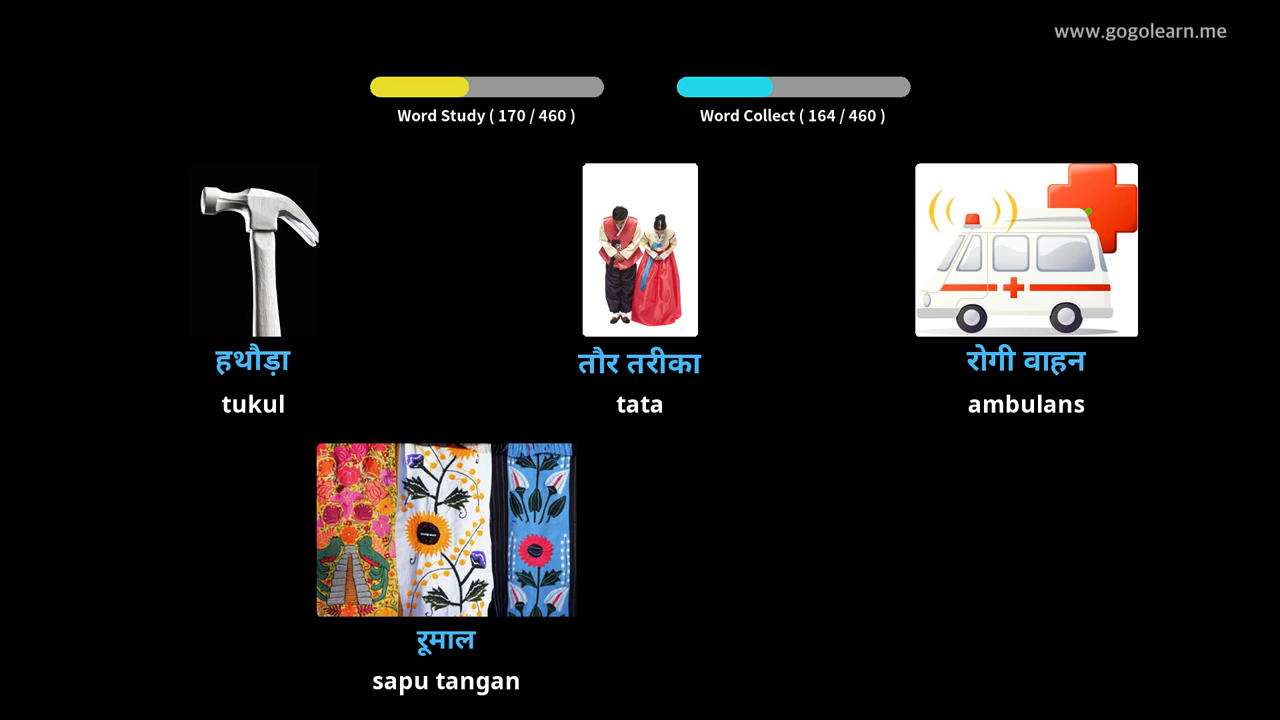 www.gogolearn.me
Word Study ( 170 / 460 )
Word Collect ( 164 / 460 )
हथौड़ा
tukul
तौर तरीका
tata
रोगी वाहन
ambulans
रूमाल
sapu tangan